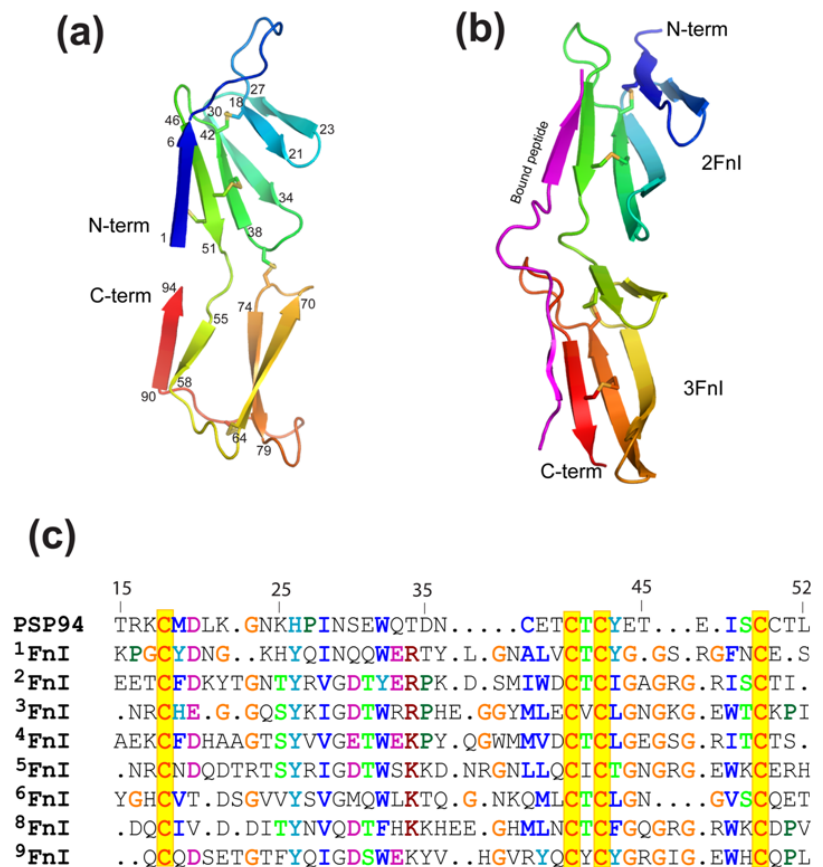 (a)
(b)
27
18
30
46
6
42
23
21
34
N-term
1
51
38
C-term
94
55
74
70
58
90
64
79
N-term
Bound peptide
2FnI
3FnI
C-term
(c)
15 25 35 45 52
PSP94 TRKCMDLK.GNKHPINSEWQTDN.....CETCTCYET...E.ISCCTL
1FnI KPGCYDNG..KHYQINQQWERTY.L.GNALVCTCYG.GSR.GFNCE.S
2FnI EETCFDKYTGNTYRVGDTYERPK.D.SMIWDCTCIGAGRG.RISCTI.
3FnI .NRCHE.G.GQSYKIGDTWRRPHE.GGYMLECVCLGNGKG.EWTCKPI
4FnI AEKCFDHAAGTSYVVGETWEKPY.QGWMMVDCTCLGEGSG.RITCTS.
5FnI .NRCNDQDTRTSYRIGDTWSKKD.NRGNLLQCICTGNGRG.EWKCERH
6FnI YGHCVT.DSGVVYSVGMQWLKTQ.G.NKQMLCTCLGN....GVSCQET
8FnI .DQCIV.D.DITYNVQDTFHKKHEE.GHMLNCTCFGQGRG.RWKCDPV
9FnI ..QCQDSETGTFYQIGDSWEKYV..HGVRYQCYCYGRGIG.EWHCQPL